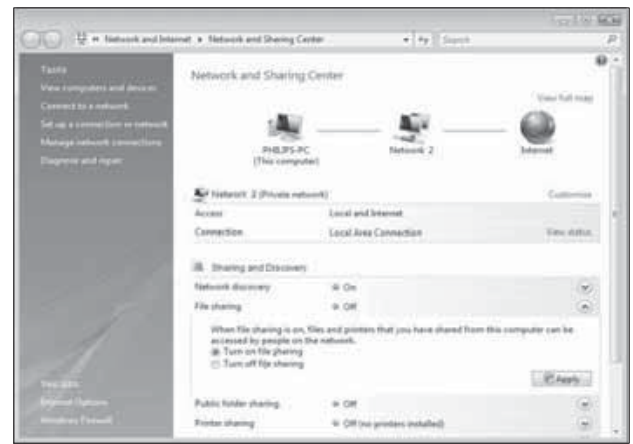 Network and Internet ▸ Network and Sharing Center
Search
Tasks
View computers and devices
Connect to a network
Set up a connection or network
Manage network connections
Diagnose and repair
See also
Internet Options
Windows Firewall
Network and Sharing Center
View full map
PHILIPS-PC
(This computer)
Network 2
Internet
Network 2 (Private network)
Customize
Access
Local and Internet
Connection
Local Area Connection
View status
Sharing and Discovery
Network discovery
On
File sharing
Off
When file sharing is on, files and printers that you have shared from this computer can be
accessed by people on the network.
Turn on file sharing
Turn off file sharing
Apply
Public folder sharing
Off
Printer sharing
Off (no printers installed)